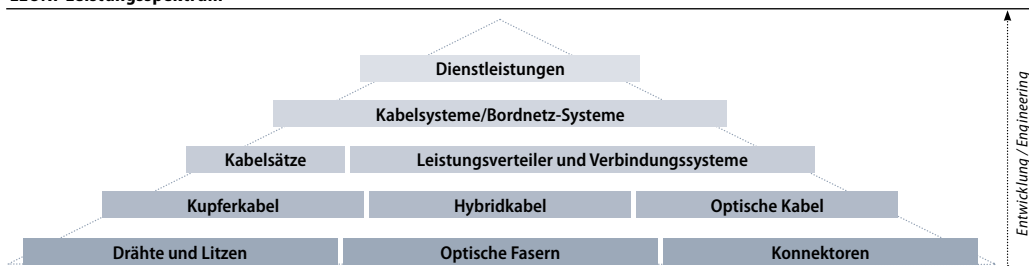 Dienstleistungen
Kabelsysteme/Bordnetz-Systeme
Kabelsätze Leistungsverteiler und Verbindungssysteme
Kupferkabel Hybridkabel Optische Kabel
Drähte und Litzen Optische Fasern Konnektoren
Entwicklung / Engineering